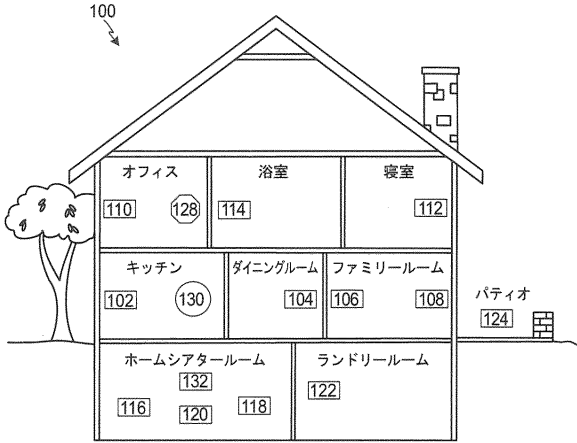 100
オフィス
浴室
寝室
110
128
114
112
キッチン
ダイニングルーム
ファミリールーム
102
130
104
106
108
パティオ
124
ホームシアタールーム
ランドリールーム
132
116
120
118
122